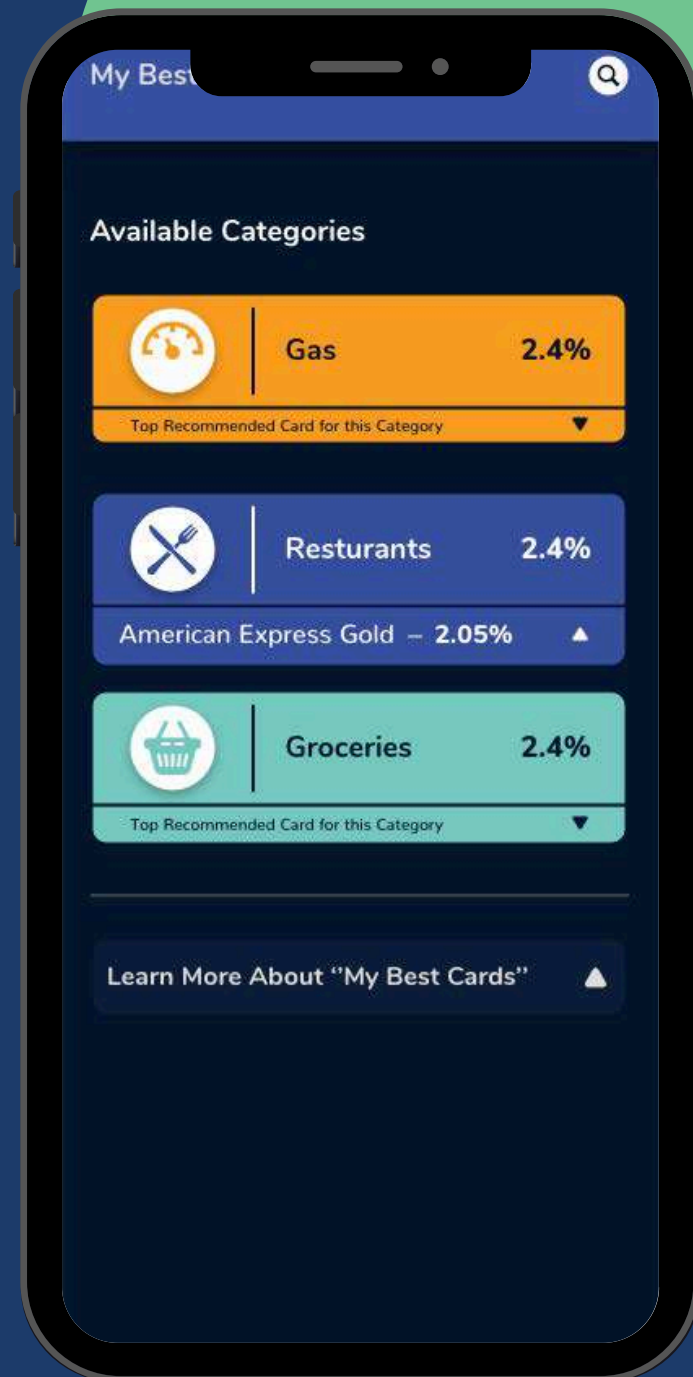 My Best
Available Categories
Gas 2.4%
Top Recommended Card for this Category
Resturants 2.4%
American Express Gold – 2.05%
Groceries 2.4%
Top Recommended Card for this Category
Learn More About "My Best Cards"